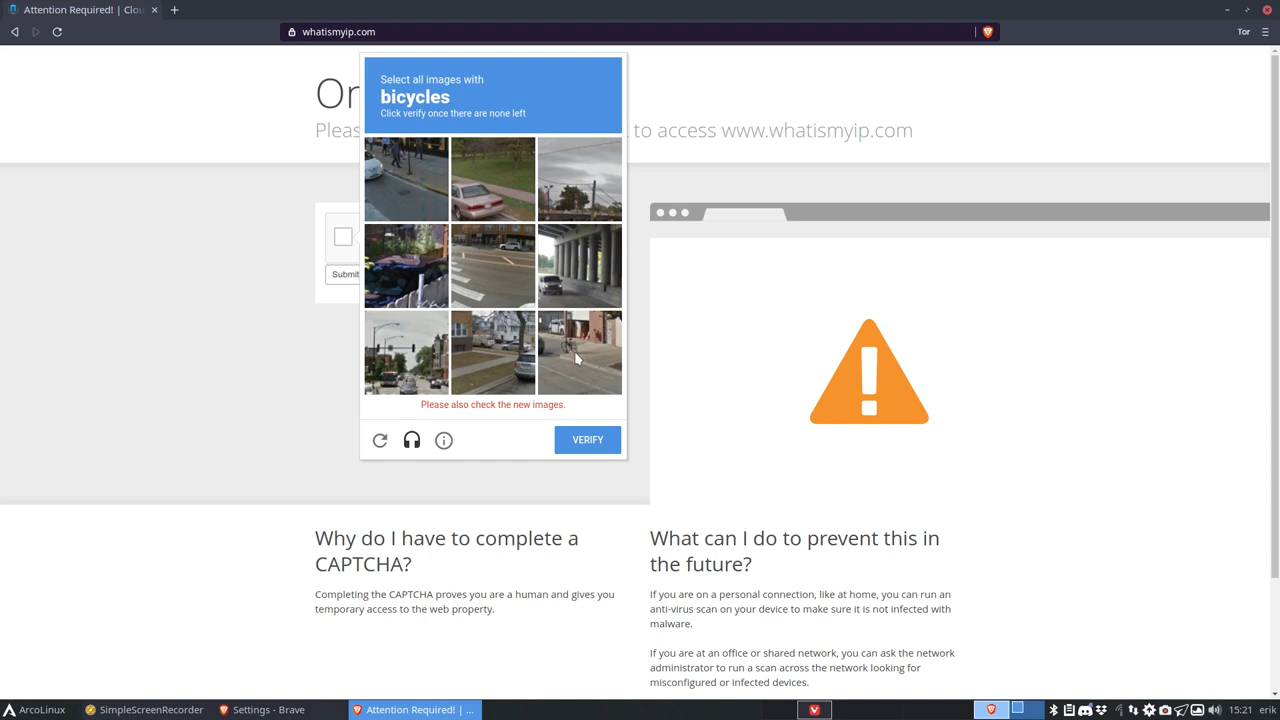 Attention Required! | Clou
whatismyip.com
Tor
Or
Pleas
to access www.whatismyip.com
Select all images with
bicycles
Click verify once there are none left
Submit
Please also check the new images.
VERIFY
Why do I have to complete a
CAPTCHA?
Completing the CAPTCHA proves you are a human and gives you
temporary access to the web property.
What can I do to prevent this in
the future?
If you are on a personal connection, like at home, you can run an
anti-virus scan on your device to make sure it is not infected with
malware.
If you are at an office or shared network, you can ask the network
administrator to run a scan across the network looking for
misconfigured or infected devices.
ArcoLinux
SimpleScreenRecorder
Settings - Brave
Attention Required! | ...
15:21
erik